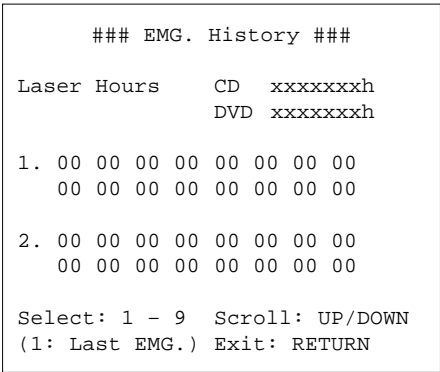 ### EMG. History ###
Laser Hours CD xxxxxxxh
DVD xxxxxxxh
1. 00 00 00 00 00 00 00 00
00 00 00 00 00 00 00 00
2. 00 00 00 00 00 00 00 00
00 00 00 00 00 00 00 00
Select: 1 – 9 Scroll: UP/DOWN
(1: Last EMG.) Exit: RETURN